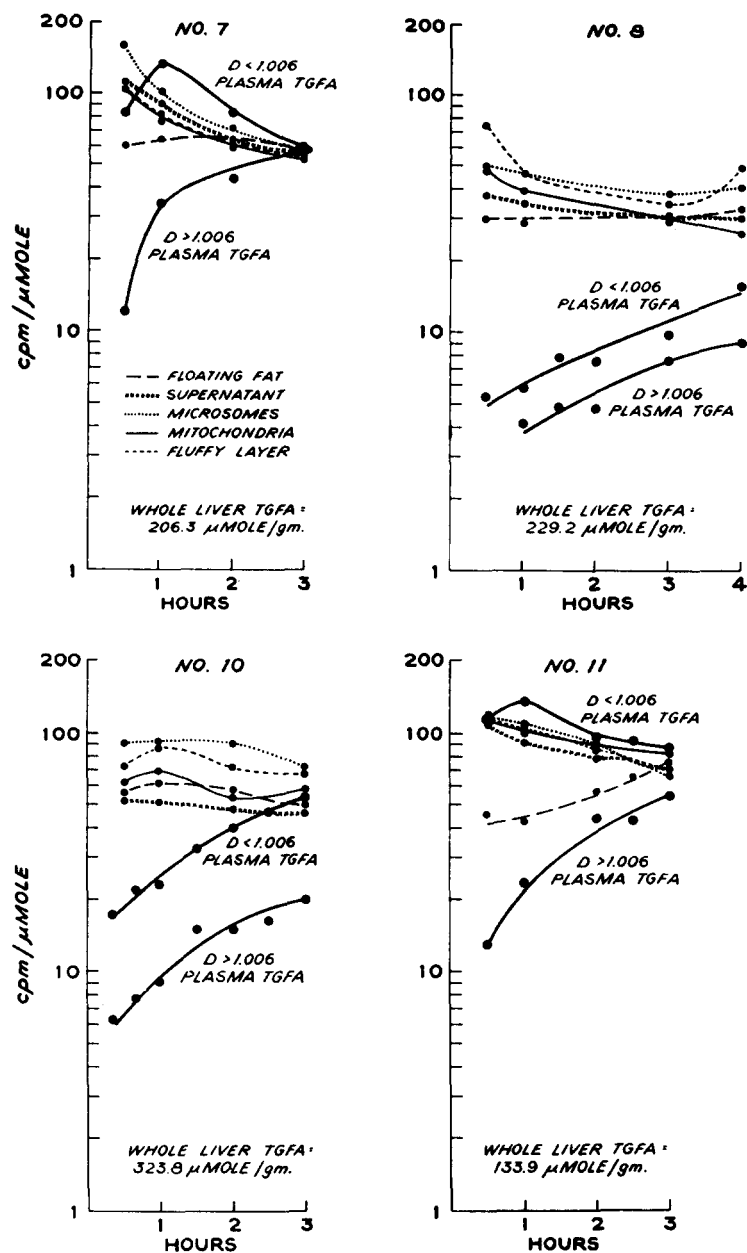 NO. 7
200
100
10
1
cpm/μMOLE
D < 1.006
PLASMA TGFA
D > 1.006
PLASMA TGFA
FLOATING FAT
SUPERNATANT
MICROSOMES
MITOCHONDRIA
FLUFFY LAYER
WHOLE LIVER TGFA =
206.3 μMOLE/gm.
1 2 3
HOURS
NO. 8
200
100
10
1
D < 1.006
PLASMA TGFA
D > 1.006
PLASMA TGFA
WHOLE LIVER TGFA =
229.2 μMOLE/gm.
1 2 3 4
HOURS
NO. 10
200
100
10
1
cpm/μMOLE
D < 1.006
PLASMA TGFA
D > 1.006
PLASMA TGFA
WHOLE LIVER TGFA =
323.8 μMOLE/gm.
1 2 3
HOURS
NO. 11
200
100
10
1
D < 1.006
PLASMA TGFA
D > 1.006
PLASMA TGFA
WHOLE LIVER TGFA =
133.9 μMOLE/gm.
1 2 3
HOURS